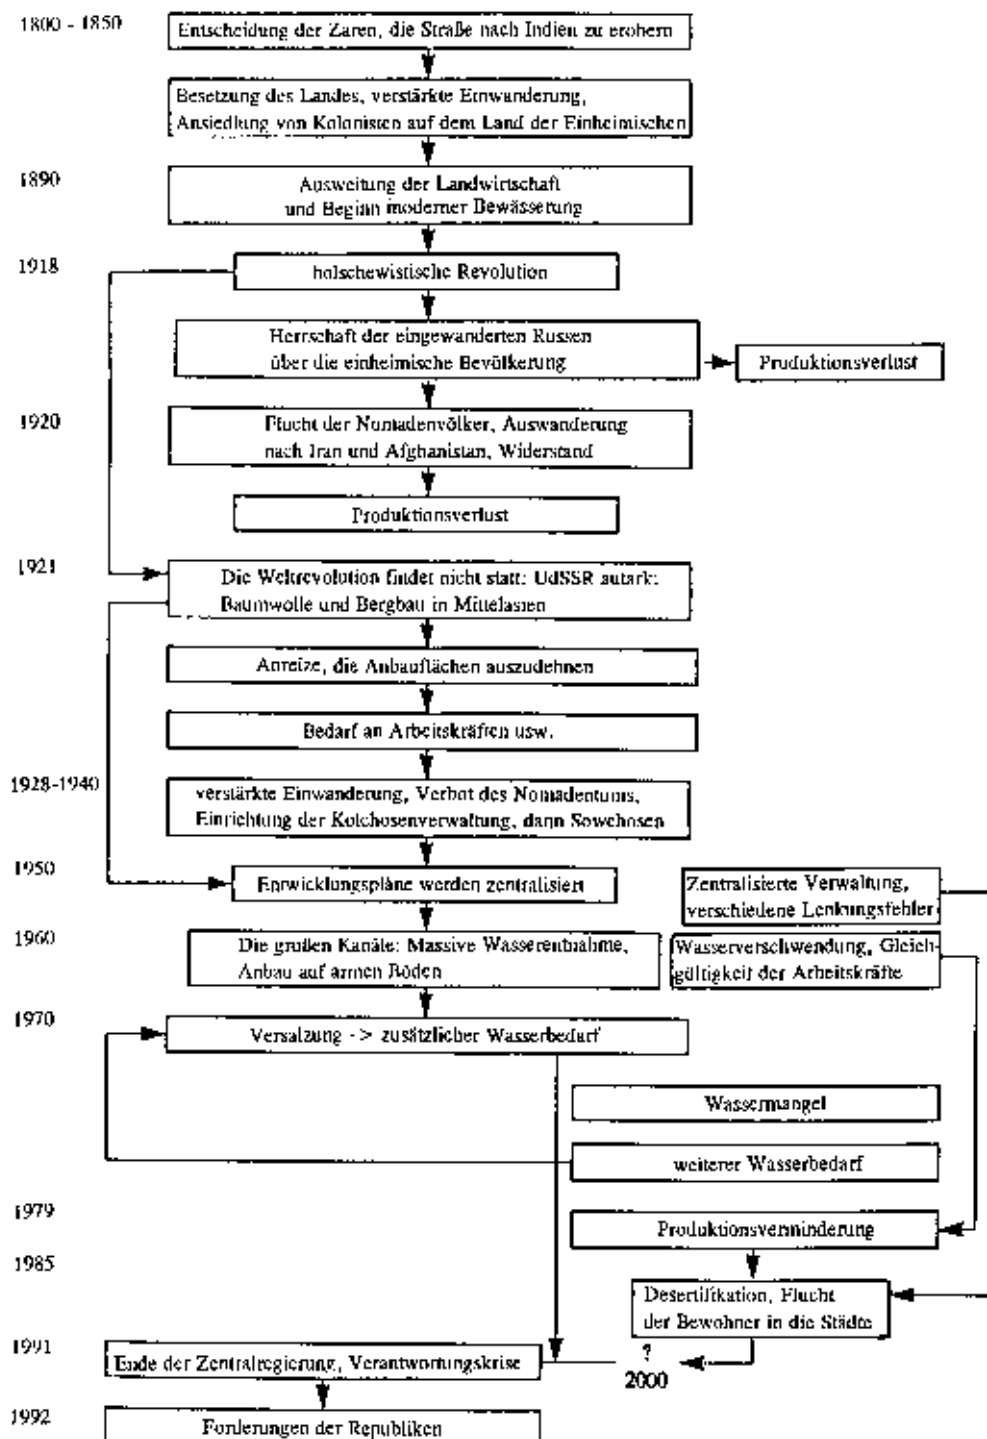 1800 - 1850
Entscheidung der Zaren, die Straße nach Indien zu erobern
Besetzung des Landes, verstärkte Einwanderung,
Ansiedlung von Kolonisten auf dem Land der Einheimischen
1890
Ausweitung der Landwirtschaft
und Beginn moderner Bewässerung
1918
bolschewistische Revolution
Herrschaft der eingewanderten Russen
über die einheimische Bevölkerung
Produktionsverlust
1920
Flucht der Nomadenvölker, Auswanderung
nach Iran und Afghanistan, Widerstand
Produktionsverlust
1921
Die Weltrevolution findet nicht statt: UdSSR autark:
Baumwolle und Bergbau in Mittelasien
Anreize, die Anbauflächen auszudehnen
Bedarf an Arbeitskräften usw.
1928-1940
verstärkte Einwanderung, Verbot des Nomadentums,
Einrichtung der Kolchosenverwaltung, dann Sowchosen
1950
Entwicklungspläne werden zentralisiert
Zentralisierte Verwaltung,
verschiedene Lenkungsfehler
1960
Die großen Kanäle: Massive Wasserentnahme,
Anbau auf armen Böden
Wasserverschwendung, Gleich-
gültigkeit der Arbeitskräfte
1970
Versalzung -> zusätzlicher Wasserbedarf
Wassermangel
weiterer Wasserbedarf
1979
Produktionsverminderung
1985
Desertifikation, Flucht
der Bewohner in die Städte
1991
Ende der Zentralregierung, Verantwortungskrise
?
2000
1992
Forderungen der Republiken